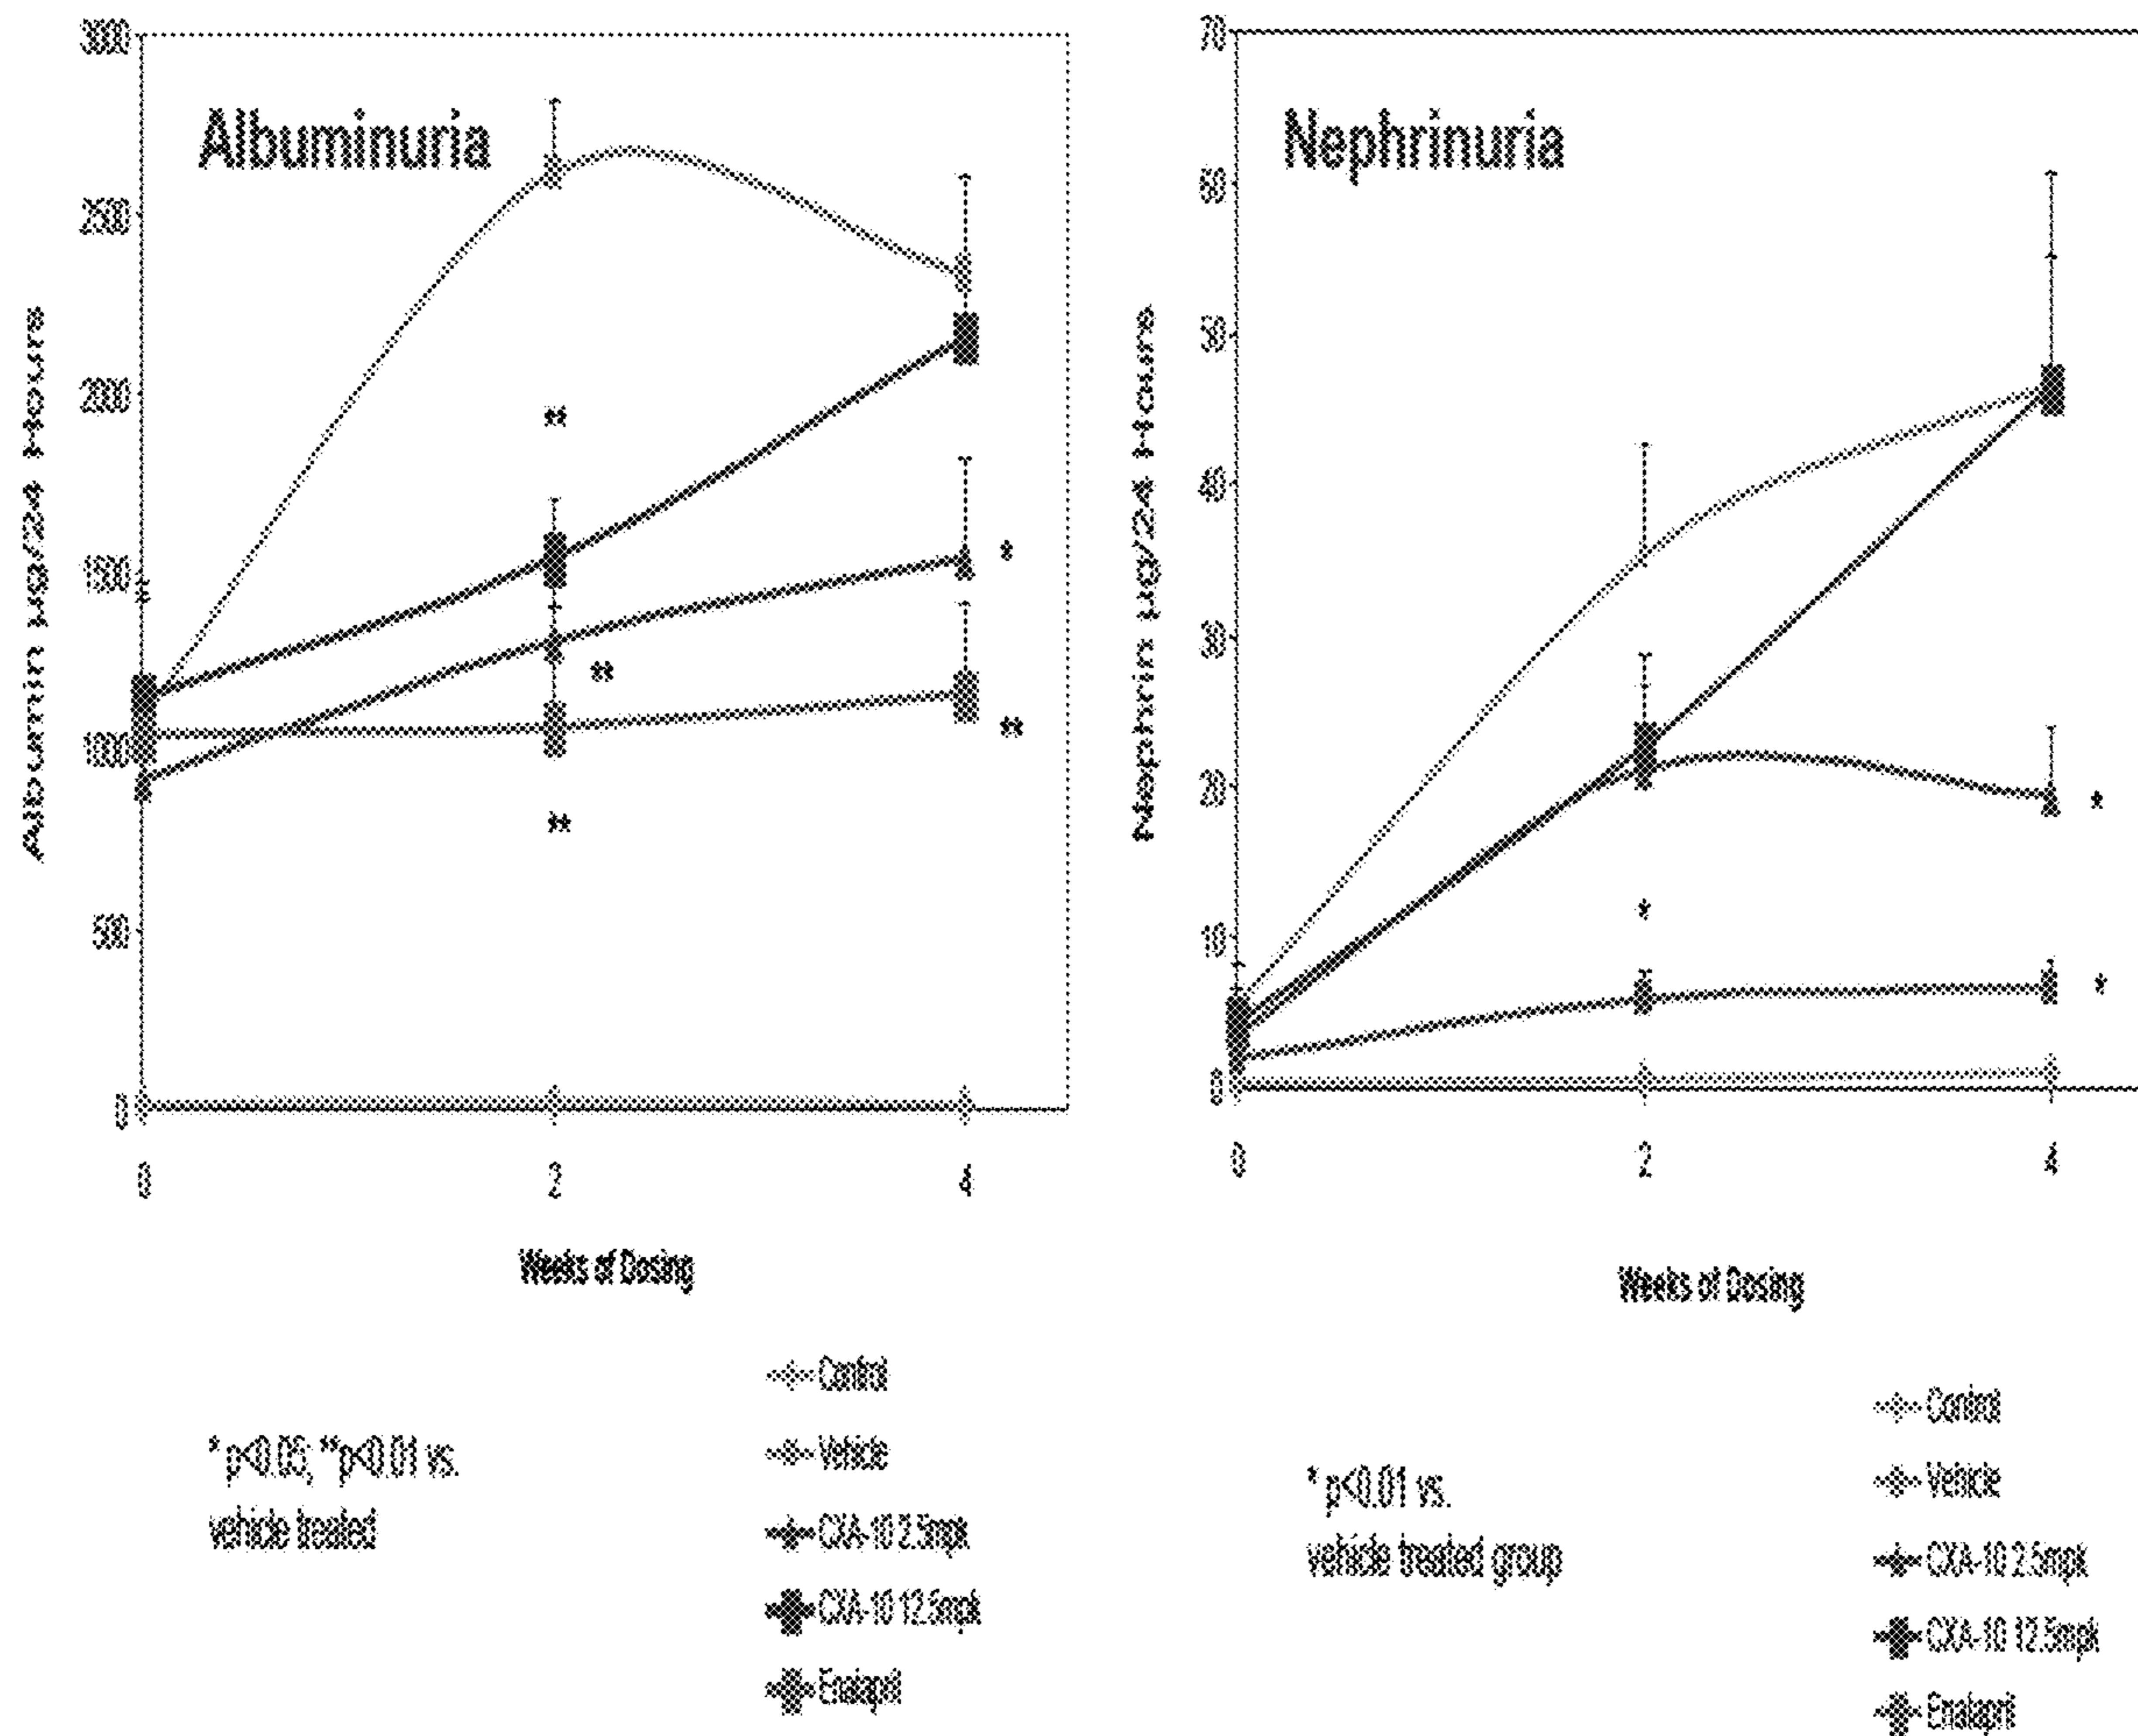 Albuminuria
3000
2500
2000
1500
1000
500
0
Albumin µg/24 Hours
**
**
**
*
**
0 2 4
Weeks of Dosing
* p<0.05; **p<0.01 vs.
vehicle treated
Control
Vehicle
CXA-10 2.5mpk
CXA-10 12.5mpk
Enalapril
Nephrinuria
70
60
50
40
30
20
10
0
Nephrin µg/24 Hours
*
*
*
0 2 4
Weeks of Dosing
* p<0.01 vs.
vehicle treated group
Control
Vehicle
CXA-10 2.5mpk
CXA-10 12.5mpk
Enalapril